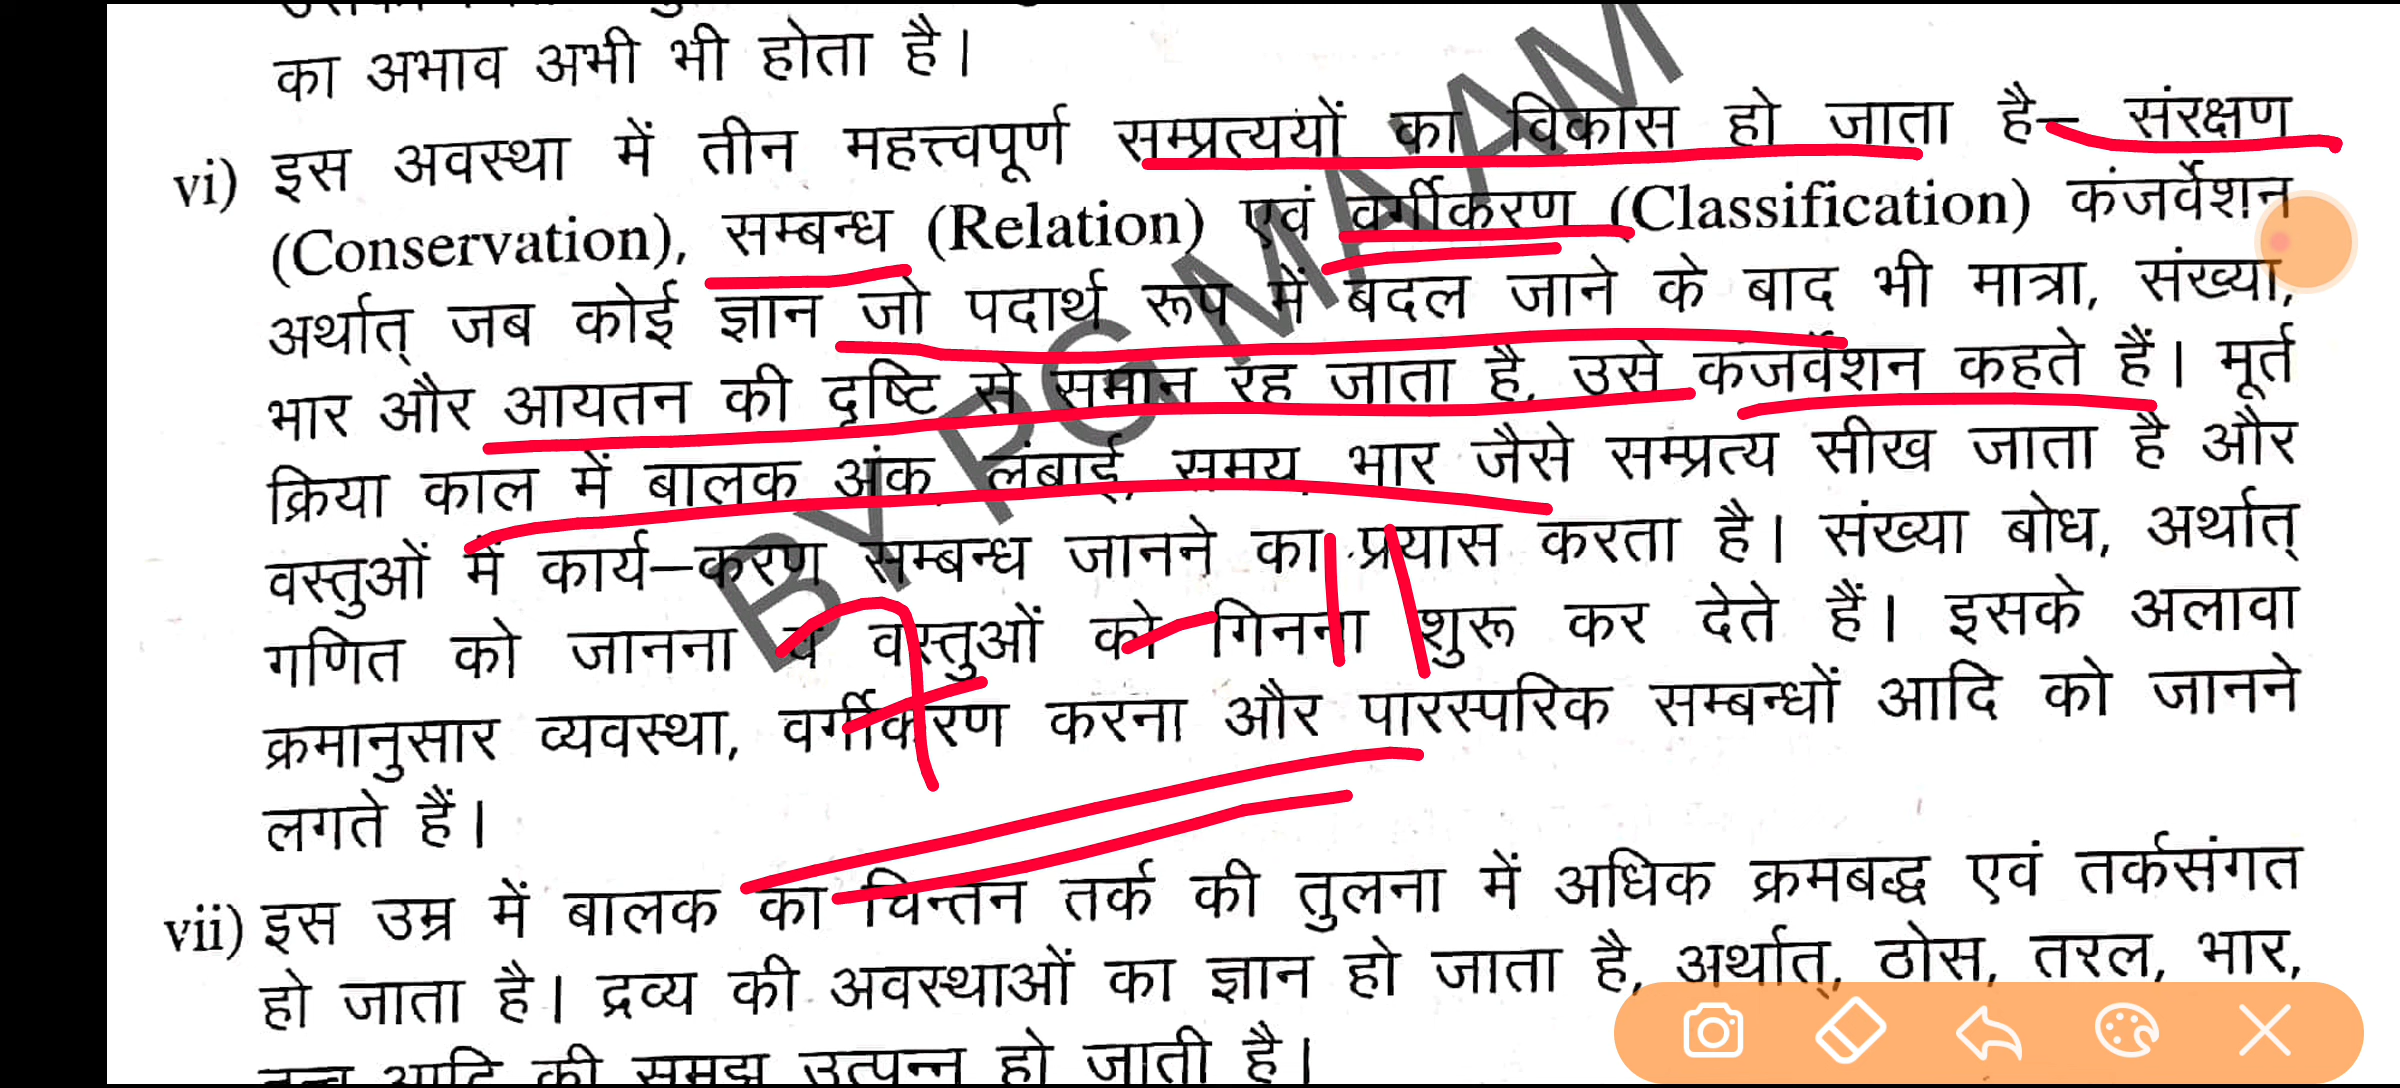 का अभाव अभी भी होता है।
vi) इस अवस्था में तीन महत्त्वपूर्ण सम्प्रत्ययों का विकास हो जाता है– संरक्षण
(Conservation), सम्बन्ध (Relation) एवं वर्गीकरण (Classification) कंजर्वेशन
अर्थात् जब कोई ज्ञान जो पदार्थ रूप में बदल जाने के बाद भी मात्रा, संख्या,
भार और आयतन की दृष्टि से समान रह जाता है, उसे कंजर्वेशन कहते हैं। मूर्त
क्रिया काल में बालक अंक, लंबाई, समय, भार जैसे सम्प्रत्य सीख जाता है और
वस्तुओं में कार्य–करण सम्बन्ध जानने का प्रयास करता है। संख्या बोध, अर्थात्
गणित को जानना व वस्तुओं को गिनना शुरू कर देते हैं। इसके अलावा
क्रमानुसार व्यवस्था, वर्गीकरण करना और पारस्परिक सम्बन्धों आदि को जानने
लगते हैं।
vii) इस उम्र में बालक का चिन्तन तर्क की तुलना में अधिक क्रमबद्ध एवं तर्कसंगत
हो जाता है। द्रव्य की अवस्थाओं का ज्ञान हो जाता है, अर्थात्, ठोस, तरल, भार,
आदि की समझ उत्पन्न हो जाती है।
BY PG MAAM